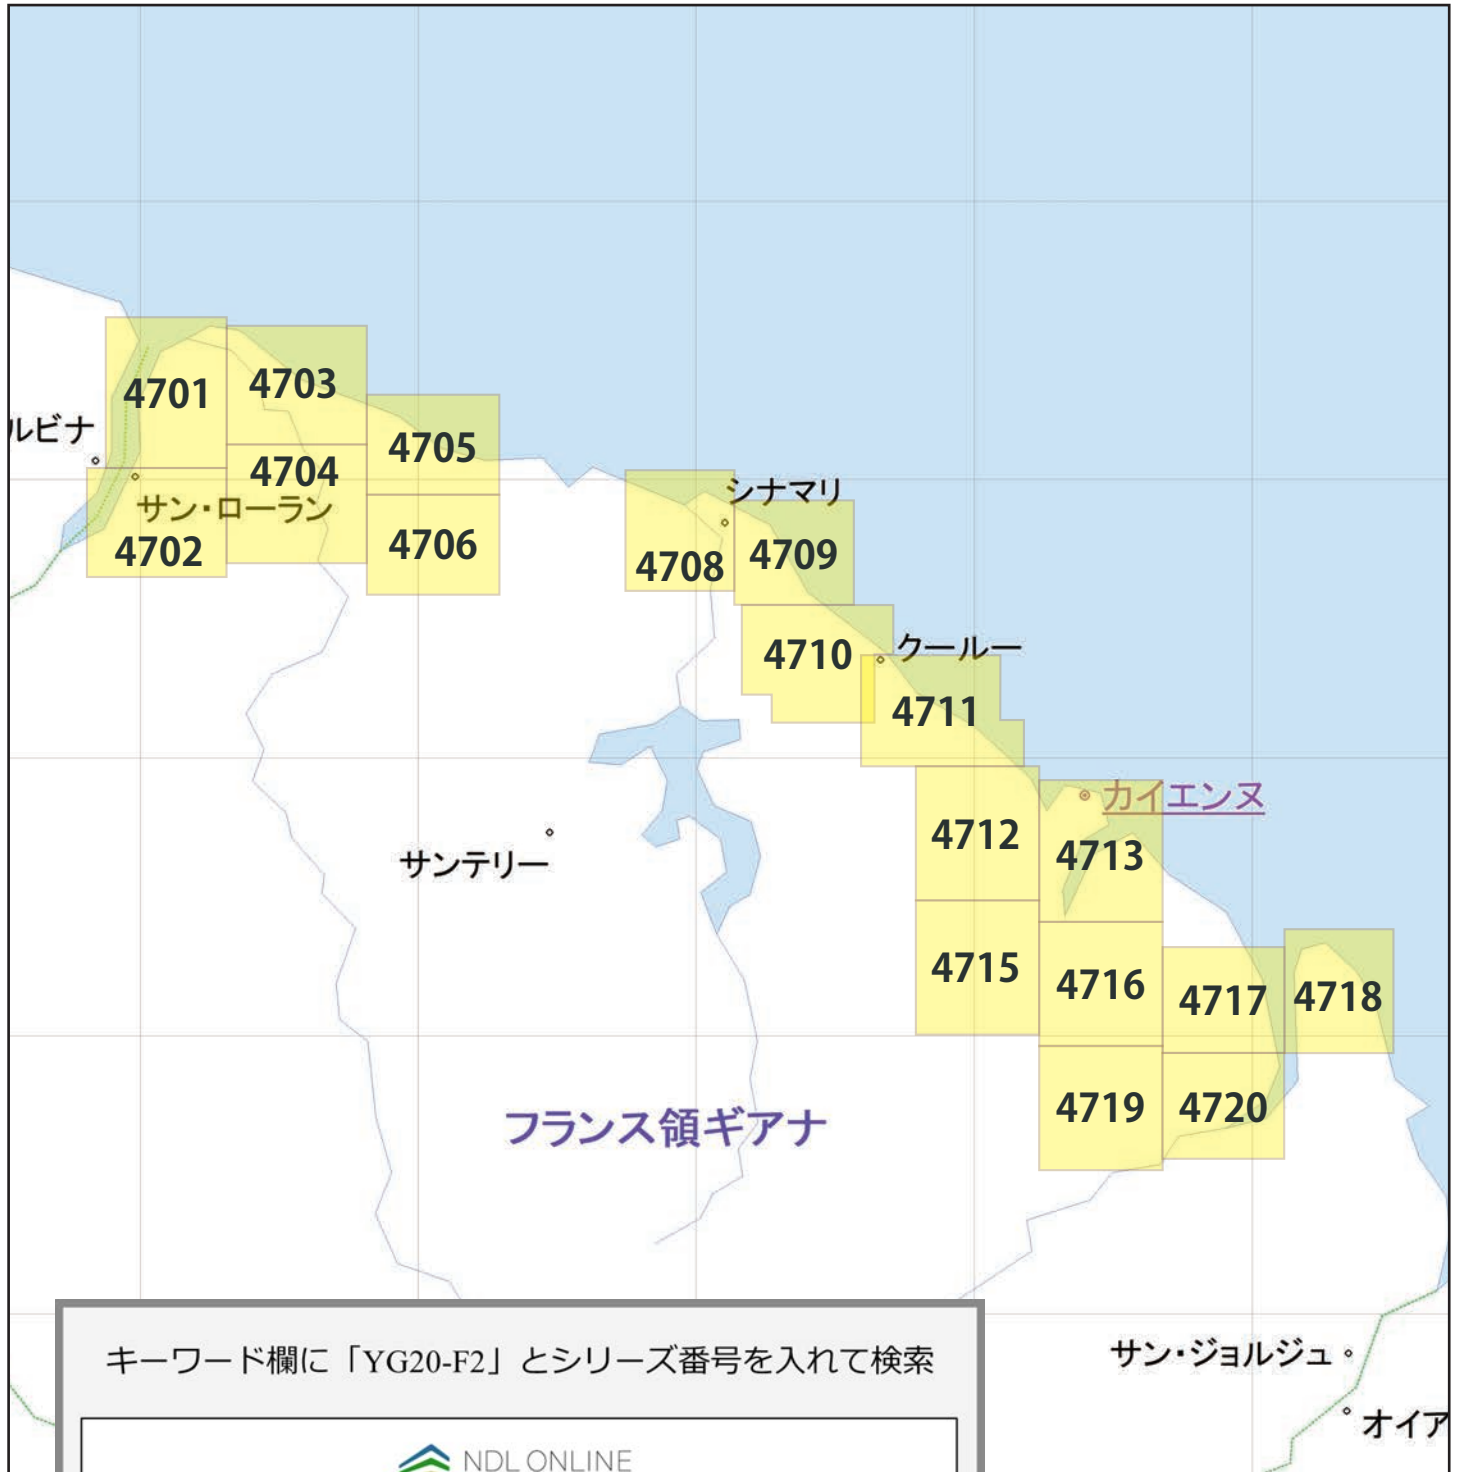 4701
4703
ルビナ
4705
4704
サン・ローラン
シナマリ
4702
4706
4708
4709
クールー
4710
4711
カイエンヌ
4712
4713
サンテリー
4715
4716
4717
4718
フランス領ギアナ
4719
4720
キーワード欄に「YG20-F2」とシリーズ番号を入れて検索
サン・ジョルジュ
オイア
NDL ONLINE